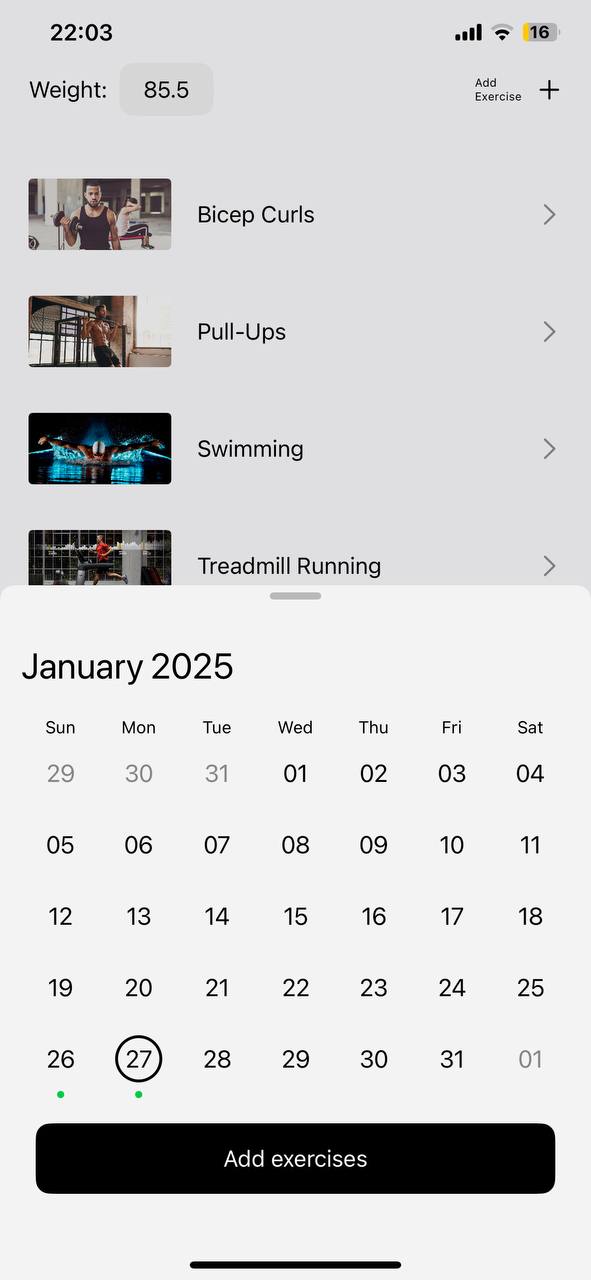 22:03
16
Weight: 85.5
Add
Exercise
Bicep Curls
Pull-Ups
Swimming
Treadmill Running
January 2025
Sun Mon Tue Wed Thu Fri Sat
29 30 31 01 02 03 04
05 06 07 08 09 10 11
12 13 14 15 16 17 18
19 20 21 22 23 24 25
26 27 28 29 30 31 01
Add exercises